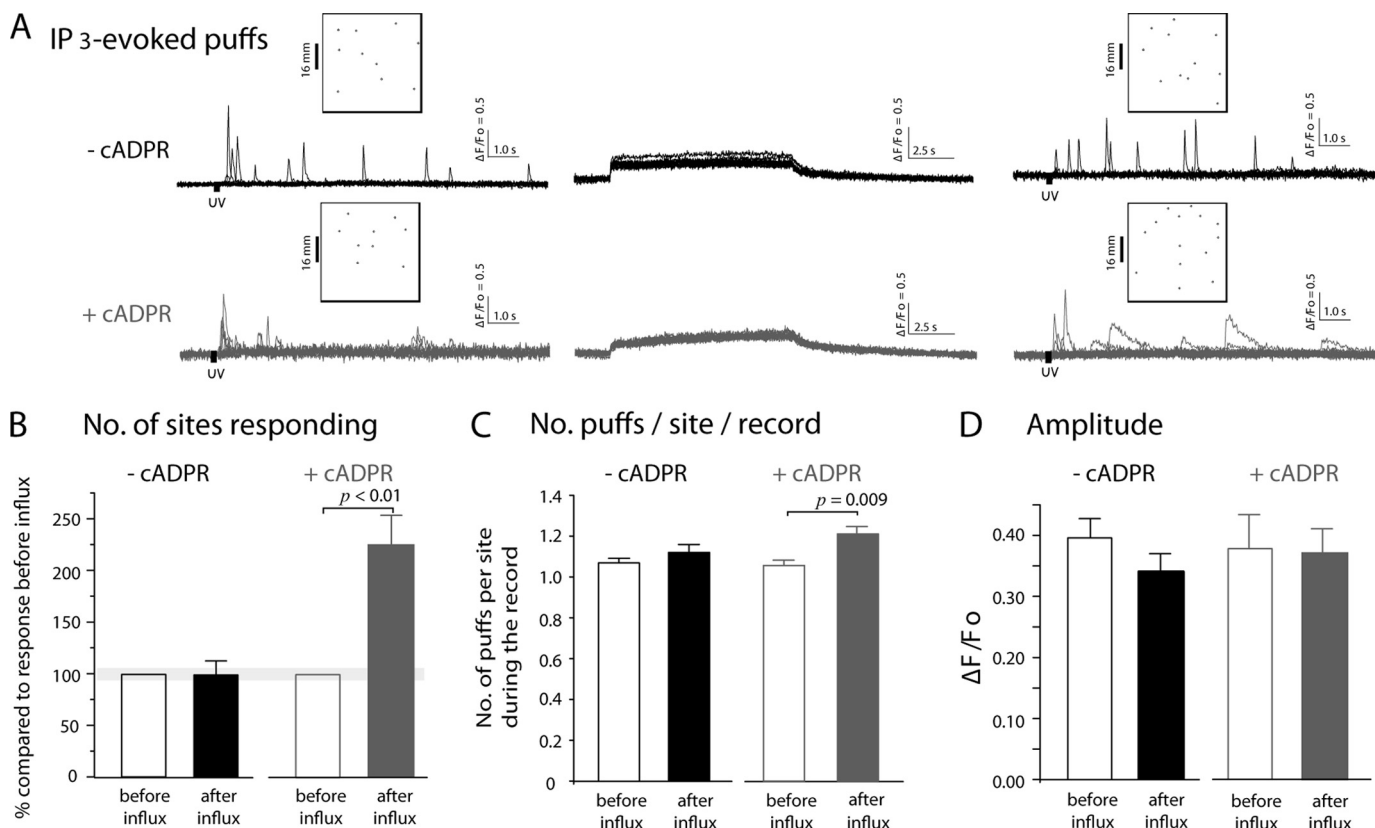 A IP 3-evoked puffs
16 mm
- cADPR
ΔF/Fo = 0.5
1.0 s
UV
ΔF/Fo = 0.5
2.5 s
16 mm
ΔF/Fo = 0.5
1.0 s
UV
16 mm
+ cADPR
ΔF/Fo = 0.5
1.0 s
UV
ΔF/Fo = 0.5
2.5 s
16 mm
ΔF/Fo = 0.5
1.0 s
UV
B No. of sites responding
- cADPR + cADPR
p < 0.01
% compared to response before influx
250
200
150
100
50
0
before influx
after influx
before influx
after influx
C No. puffs / site / record
- cADPR + cADPR
p = 0.009
No. of puffs per site
during the record
1.4
1.2
1.0
0.8
0.6
0.4
0.2
0
before influx
after influx
before influx
after influx
D Amplitude
- cADPR + cADPR
ΔF/Fo
0.40
0.30
0.20
0.10
0.00
before influx
after influx
before influx
after influx